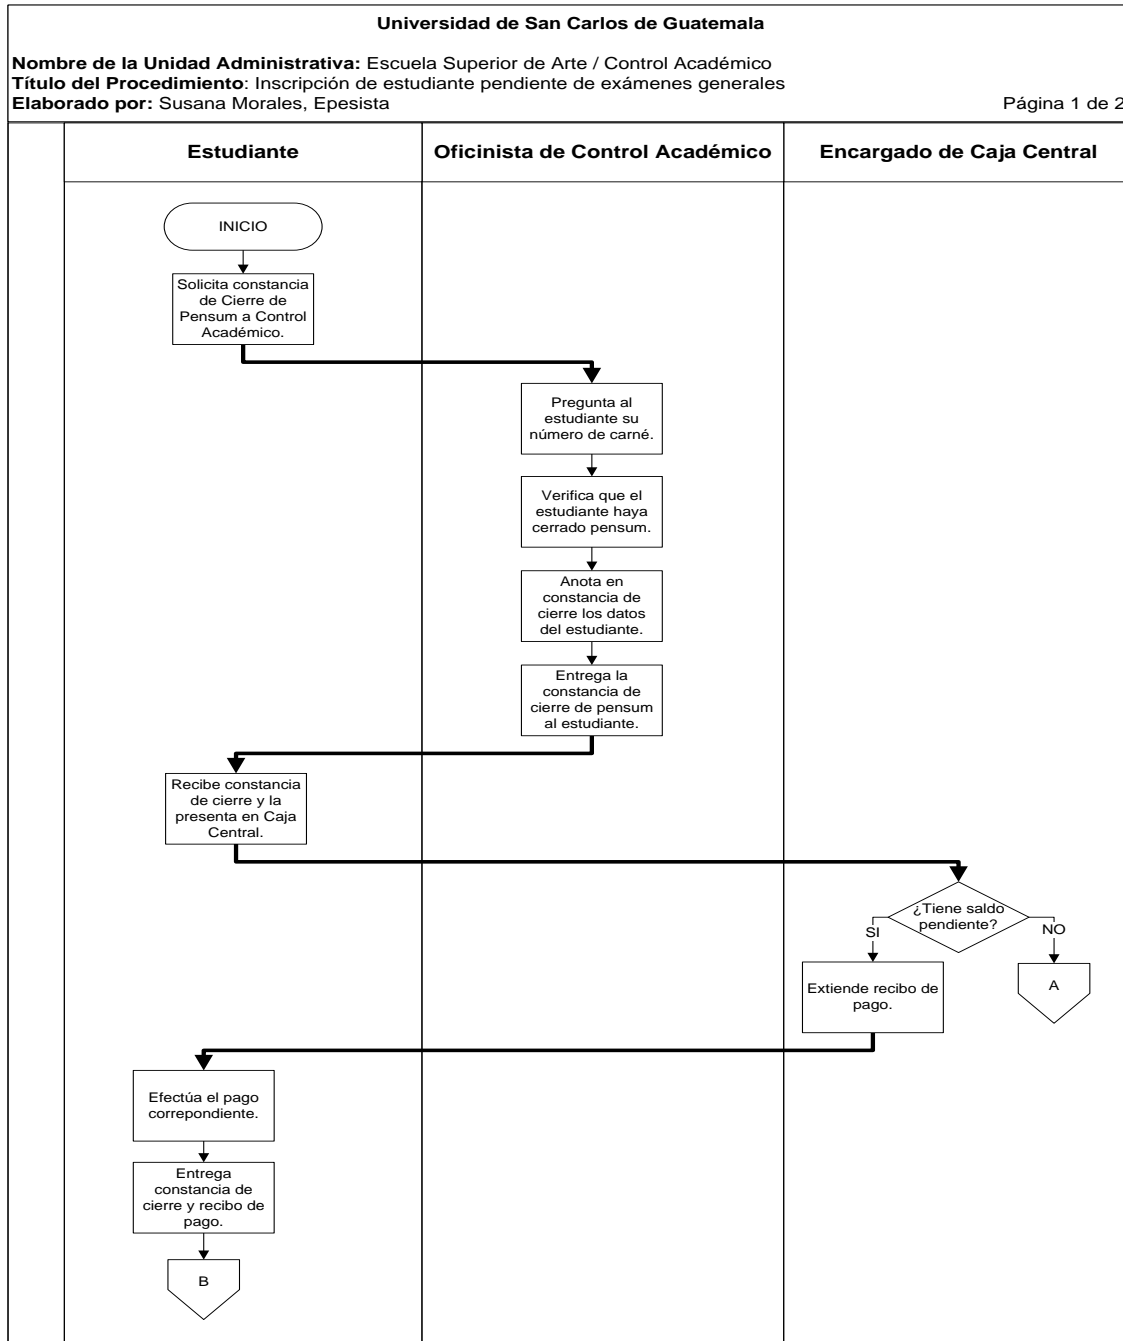 Universidad de San Carlos de Guatemala
Nombre de la Unidad Administrativa: Escuela Superior de Arte / Control Académico
Título del Procedimiento: Inscripción de estudiante pendiente de exámenes generales
Elaborado por: Susana Morales, Epesista
Página 1 de 2
Estudiante
Oficinista de Control Académico
Encargado de Caja Central
INICIO
Solicita constancia
de Cierre de
Pensum a Control
Académico.
Pregunta al
estudiante su
número de carné.
Verifica que el
estudiante haya
cerrado pensum.
Anota en
constancia de
cierre los datos
del estudiante.
Entrega la
constancia de
cierre de pensum
al estudiante.
Recibe constancia
de cierre y la
presenta en Caja
Central.
¿Tiene saldo
pendiente?
SI
NO
Extiende recibo de
pago.
A
Efectúa el pago
correpondiente.
Entrega
constancia de
cierre y recibo de
pago.
B